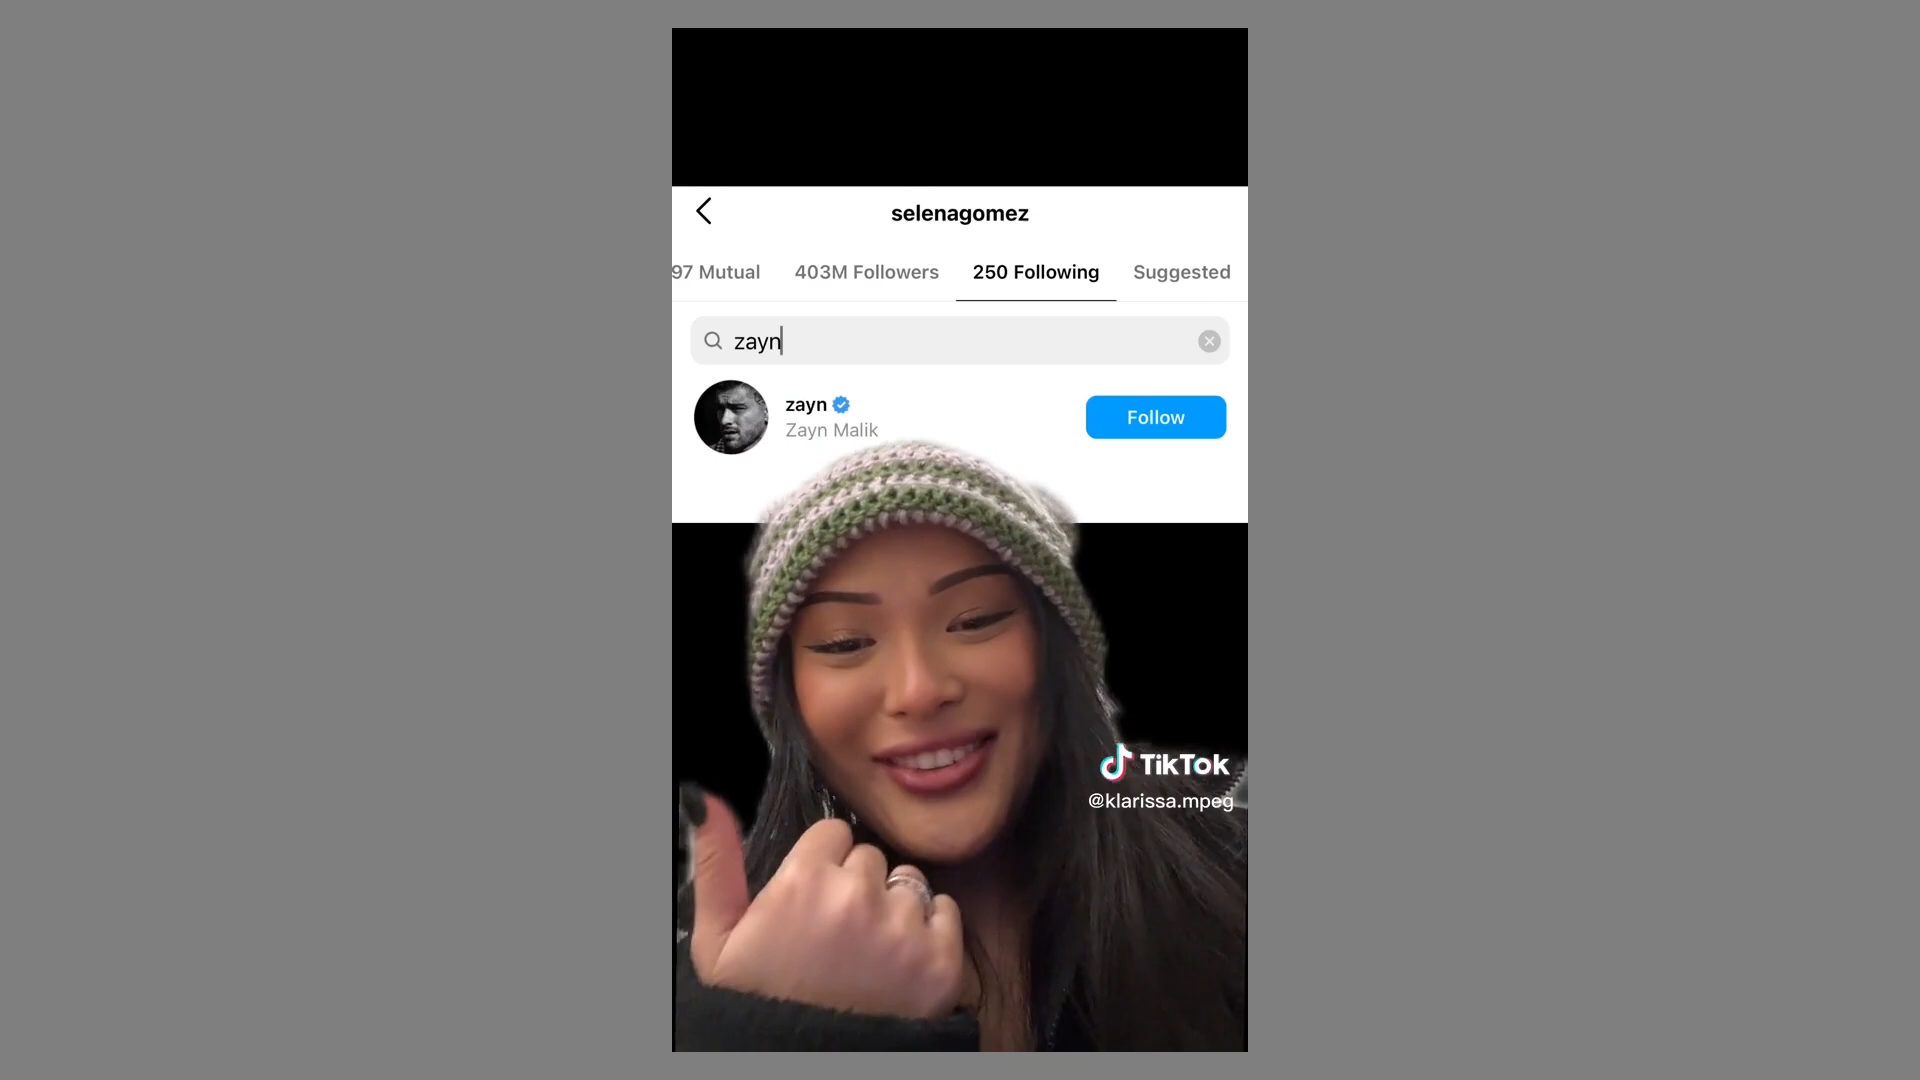 selenagomez
97 Mutual 403M Followers 250 Following Suggested
zayn
zayn
Zayn Malik
Follow
TikTok
@klarissa.mpeg